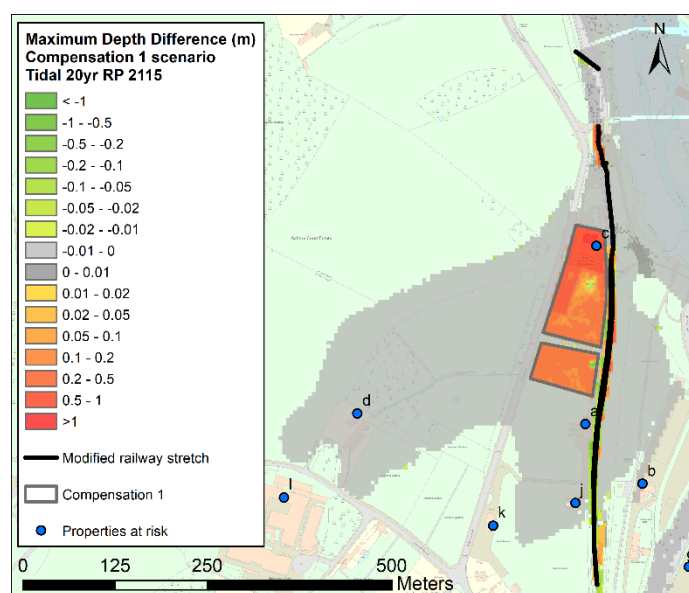 Maximum Depth Difference (m)
Compensation 1 scenario
Tidal 20yr RP 2115
< -1
-1 - -0.5
-0.5 - -0.2
-0.2 - -0.1
-0.1 - -0.05
-0.05 - -0.02
-0.02 - -0.01
-0.01 - 0
0 - 0.01
0.01 - 0.02
0.02 - 0.05
0.05 - 0.1
0.1 - 0.2
0.2 - 0.5
0.5 - 1
>1
Modified railway stretch
Compensation 1
Properties at risk
N
c
d
a
b
l
j
k
0 125 250 500
Meters